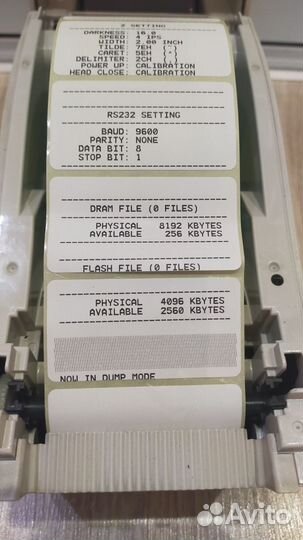 Z SETTING
------------------------------
DARKNESS: 10.0
SPEED: 4 IPS
WIDTH: 2.00 INCH
TILDE: 7EH (~)
CARET: 5EH (^)
DELIMITER: 2CH (,)
POWER UP: CALIBRATION
HEAD CLOSE: CALIBRATION
------------------------------
------------------------------
RS232 SETTING
------------------------------
BAUD: 9600
PARITY: NONE
DATA BIT: 8
STOP BIT: 1
------------------------------
DRAM FILE (0 FILES)
------------------------------
PHYSICAL 8192 KBYTES
AVAILABLE 256 KBYTES
------------------------------
FLASH FILE (0 FILES)
------------------------------
PHYSICAL 4096 KBYTES
AVAILABLE 2560 KBYTES
------------------------------
NOW IN DUMP MODE
Avito